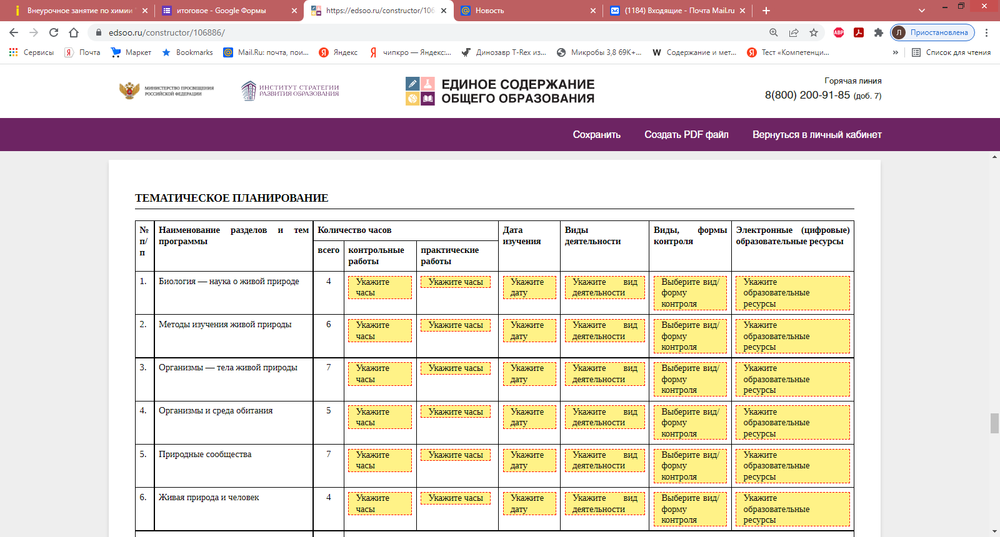 Внеурочное занятие по химии
итоговое - Google Формы
https://edsoo.ru/constructor/106
Новость
(1184) Входящие - Почта Mail.ru
edsoo.ru/constructor/106886/
ABP
Л
Приостановлена
Сервисы
Почта
Маркет
Bookmarks
Mail.Ru: почта, пои...
Яндекс
чипкро — Яндекс:...
Динозавр T-Rex из...
Микробы 3,8 69K+...
Содержание и мет...
Тест «Компетенци...
»
Список для чтения
МИНИСТЕРСТВО ПРОСВЕЩЕНИЯ
РОССИЙСКОЙ ФЕДЕРАЦИИ
ИНСТИТУТ СТРАТЕГИИ
РАЗВИТИЯ ОБРАЗОВАНИЯ
ЕДИНОЕ СОДЕРЖАНИЕ
ОБЩЕГО ОБРАЗОВАНИЯ
Горячая линия
8(800) 200-91-85 (доб. 7)
Сохранить
Создать PDF файл
Вернуться в личный кабинет
ТЕМАТИЧЕСКОЕ ПЛАНИРОВАНИЕ
№
п/
п
Наименование разделов и тем
программы
Количество часов
всего
контрольные
работы
практические
работы
Дата
изучения
Виды
деятельности
Виды, формы
контроля
Электронные (цифровые)
образовательные ресурсы
1.
Биология — наука о живой природе
4
Укажите
часы
Укажите часы
Укажите
дату
Укажите вид
деятельности
Выберите вид/
форму
контроля
Укажите
образовательные
ресурсы
2.
Методы изучения живой природы
6
Укажите
часы
Укажите часы
Укажите
дату
Укажите вид
деятельности
Выберите вид/
форму
контроля
Укажите
образовательные
ресурсы
3.
Организмы — тела живой природы
7
Укажите
часы
Укажите часы
Укажите
дату
Укажите вид
деятельности
Выберите вид/
форму
контроля
Укажите
образовательные
ресурсы
4.
Организмы и среда обитания
5
Укажите
часы
Укажите часы
Укажите
дату
Укажите вид
деятельности
Выберите вид/
форму
контроля
Укажите
образовательные
ресурсы
5.
Природные сообщества
7
Укажите
часы
Укажите часы
Укажите
дату
Укажите вид
деятельности
Выберите вид/
форму
контроля
Укажите
образовательные
ресурсы
6.
Живая природа и человек
4
Укажите
часы
Укажите часы
Укажите
дату
Укажите вид
деятельности
Выберите вид/
форму
контроля
Укажите
образовательные
ресурсы